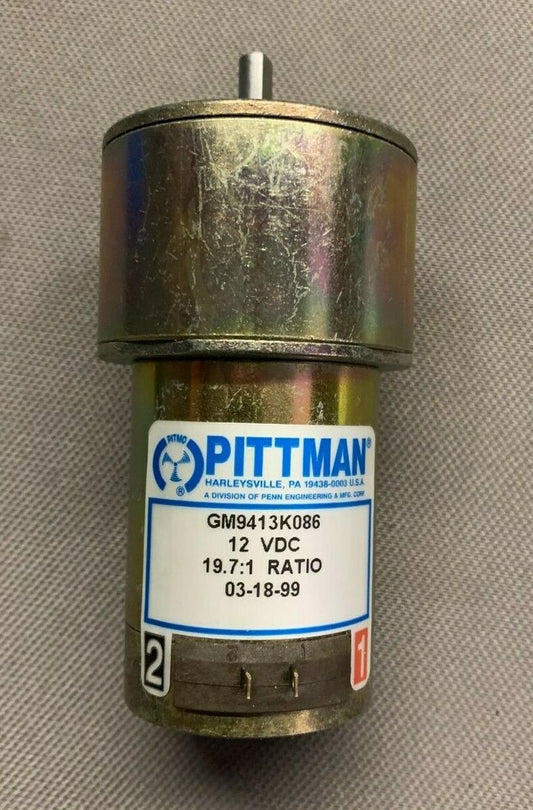 PITMO
®
PITTMAN®
HARLEYSVILLE, PA 19438-0003 U.S.A.
A DIVISION OF PENN ENGINEERING & MFG. CORP.
GM9413K086
12 VDC
19.7:1 RATIO
03-18-99
2 1